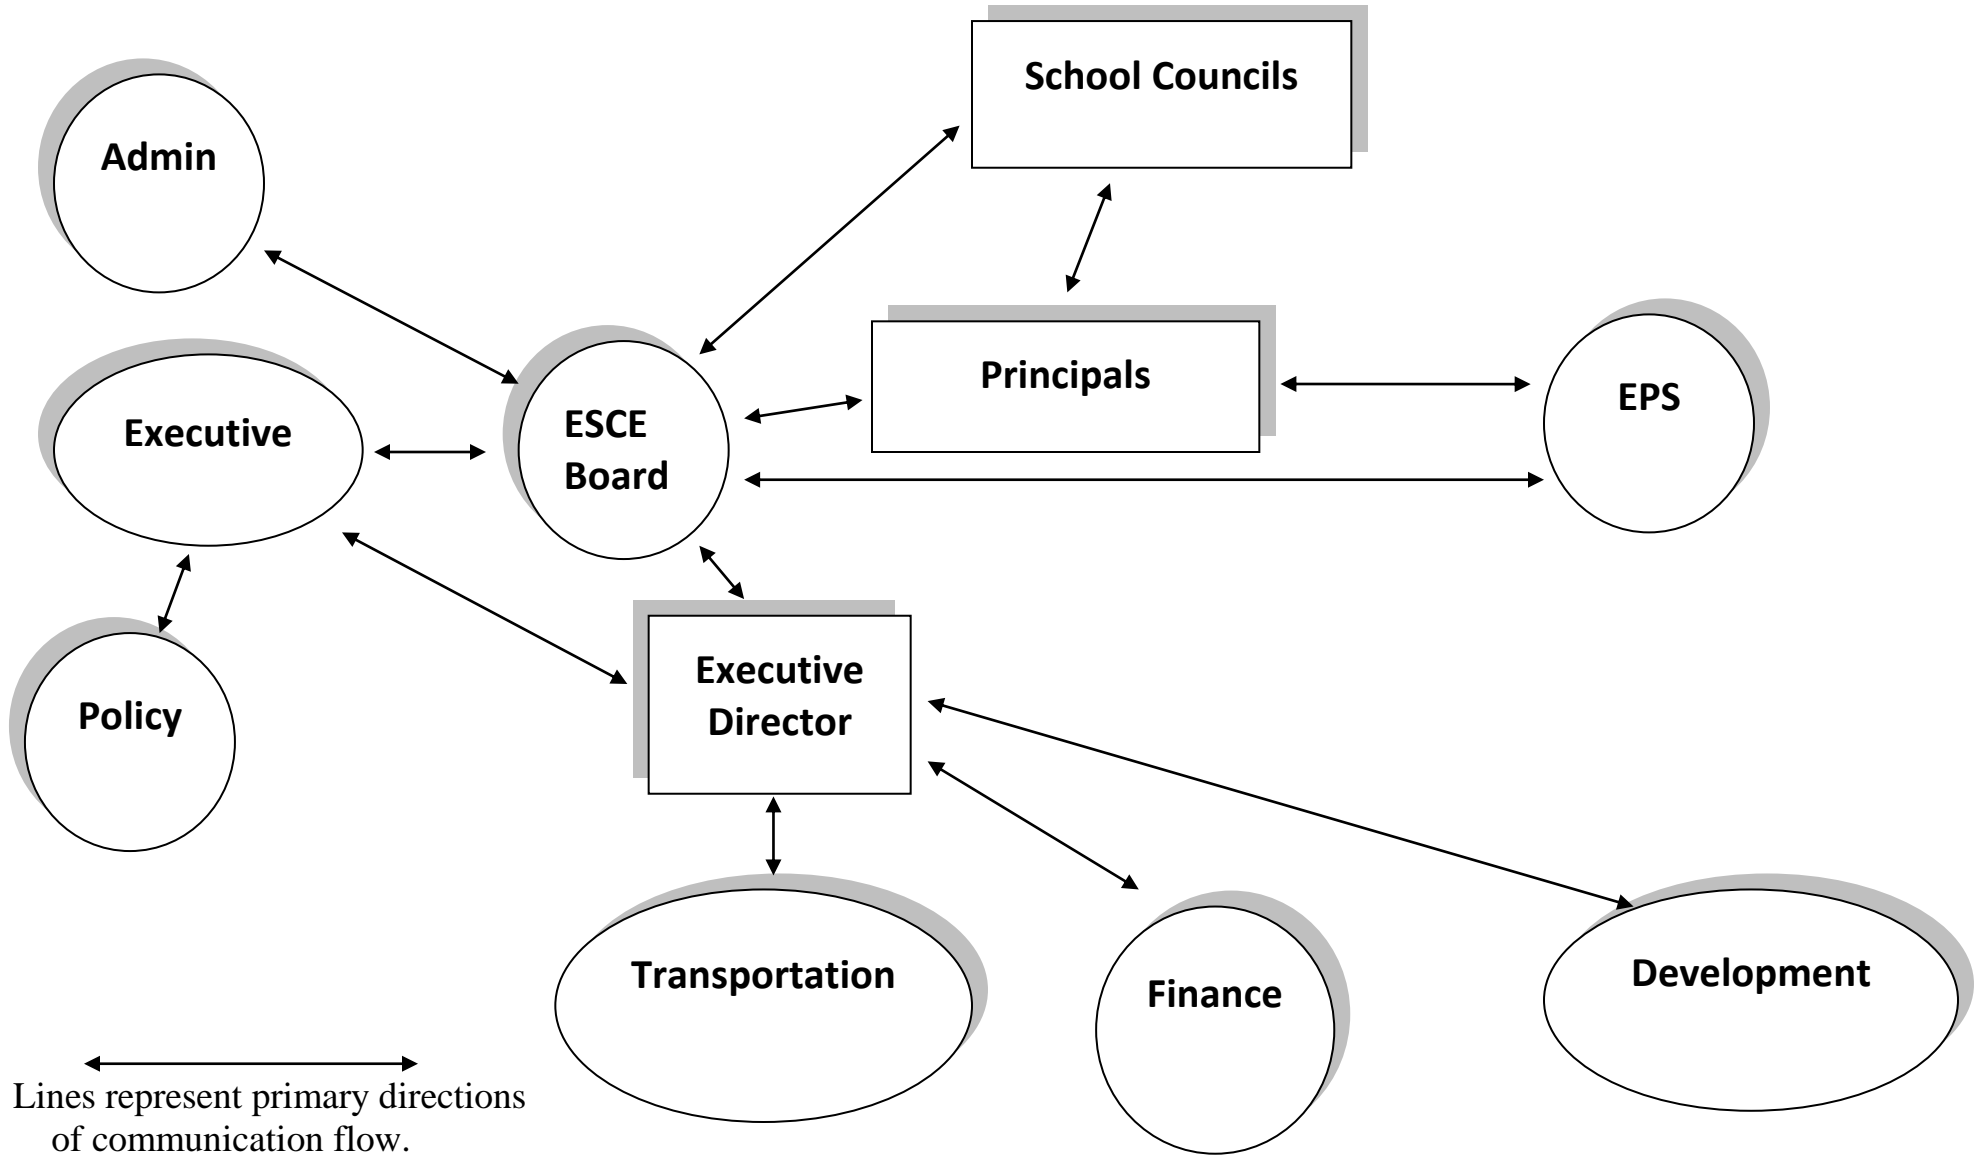 School Councils
Admin
Principals
EPS
Executive
ESCE
Board
Executive
Director
Policy
Transportation
Finance
Development
Lines represent primary directions
of communication flow.